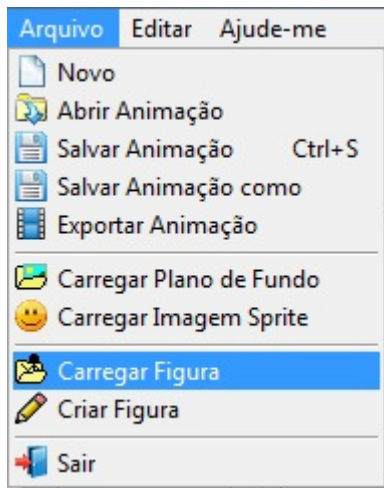 Arquivo Editar Ajude-me
Novo
Abrir Animação
Salvar Animação Ctrl+S
Salvar Animação como
Exportar Animação
Carregar Plano de Fundo
Carregar Imagem Sprite
Carregar Figura
Criar Figura
Sair